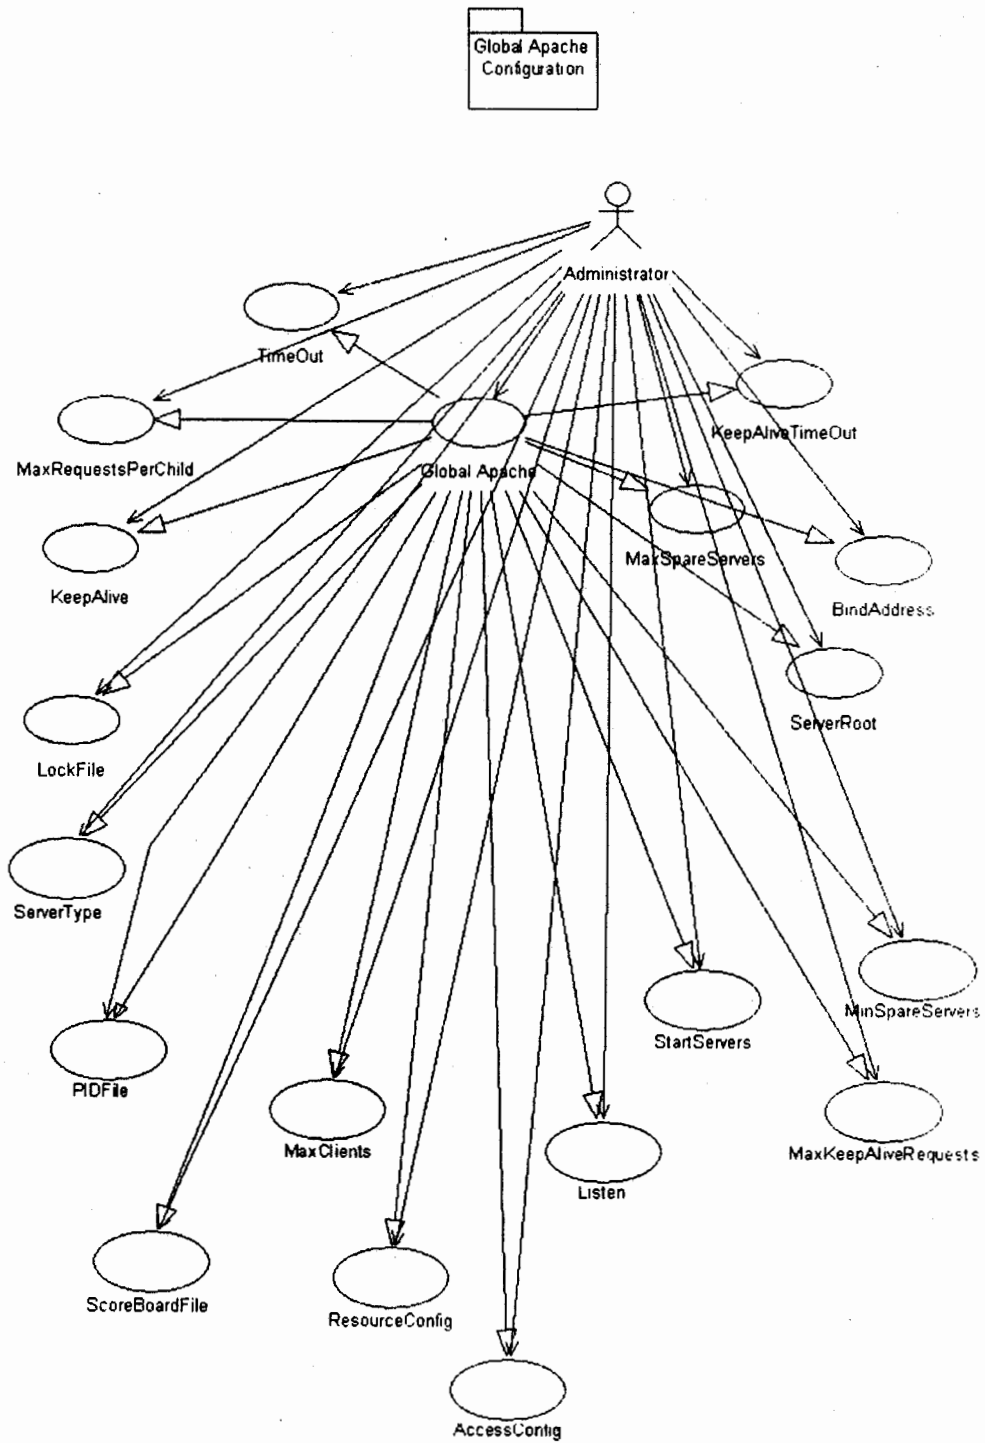 Global Apache
Configuration
Administrator
TimeOut
KeepAliveTimeOut
MaxRequestsPerChild
Global Apache
MaxSpareServers
KeepAlive
BindAddress
ServerRoot
LockFile
ServerType
MinSpareServers
StartServers
PIDFile
MaxClients
MaxKeepAliveRequests
Listen
ScoreBoardFile
ResourceConfig
AccessConfig